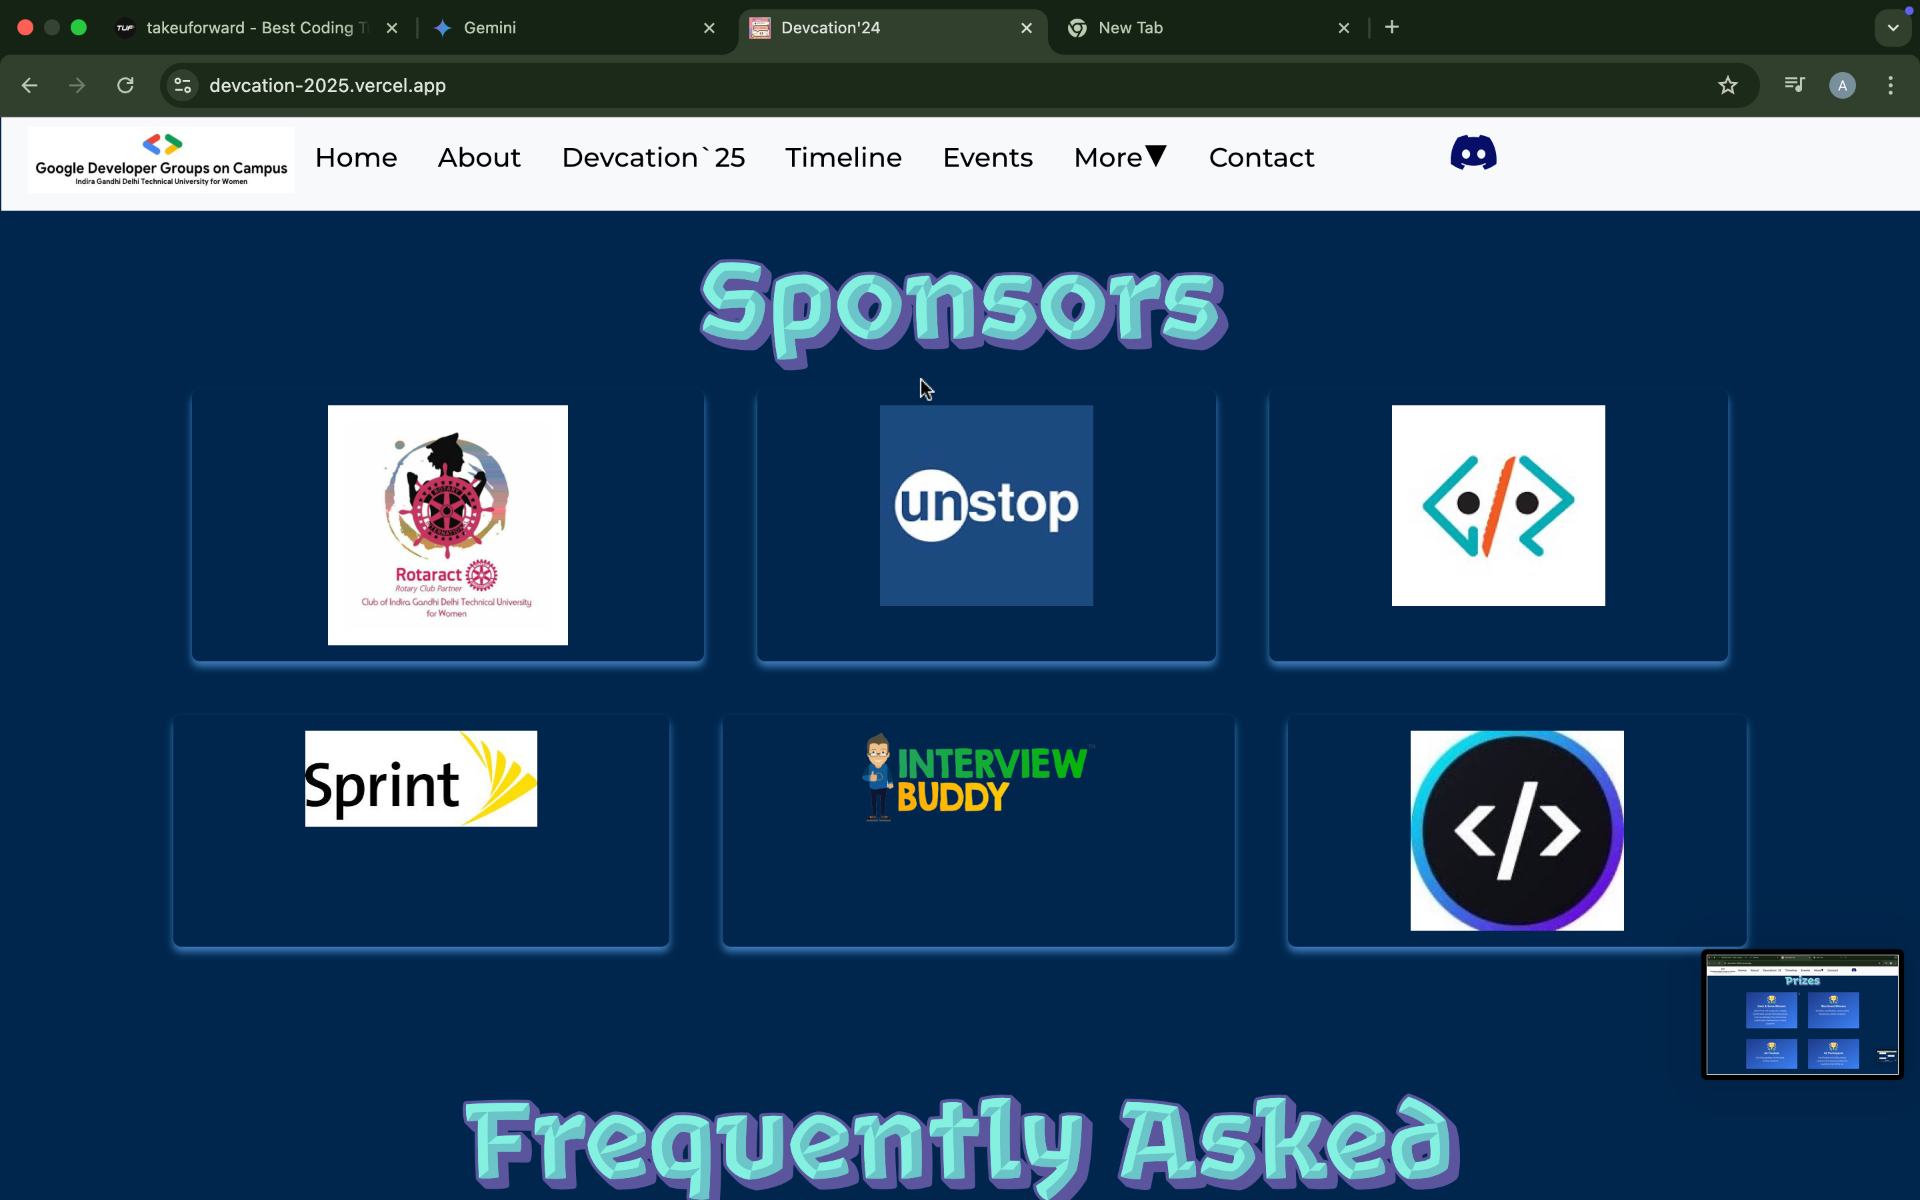 takeuforward - Best Coding T
Gemini
Devcation'24
New Tab
devcation-2025.vercel.app
A
Google Developer Groups on Campus
Indira Gandhi Delhi Technical University for Women
Home
About
Devcation`25
Timeline
Events
More▼
Contact
Sponsors
Rotaract
Rotary Club Partner
Club of Indira Gandhi Delhi Technical University
for Women
unstop
Sprint
INTERVIEW
BUDDY
</>
Prizes
Frequently Asked